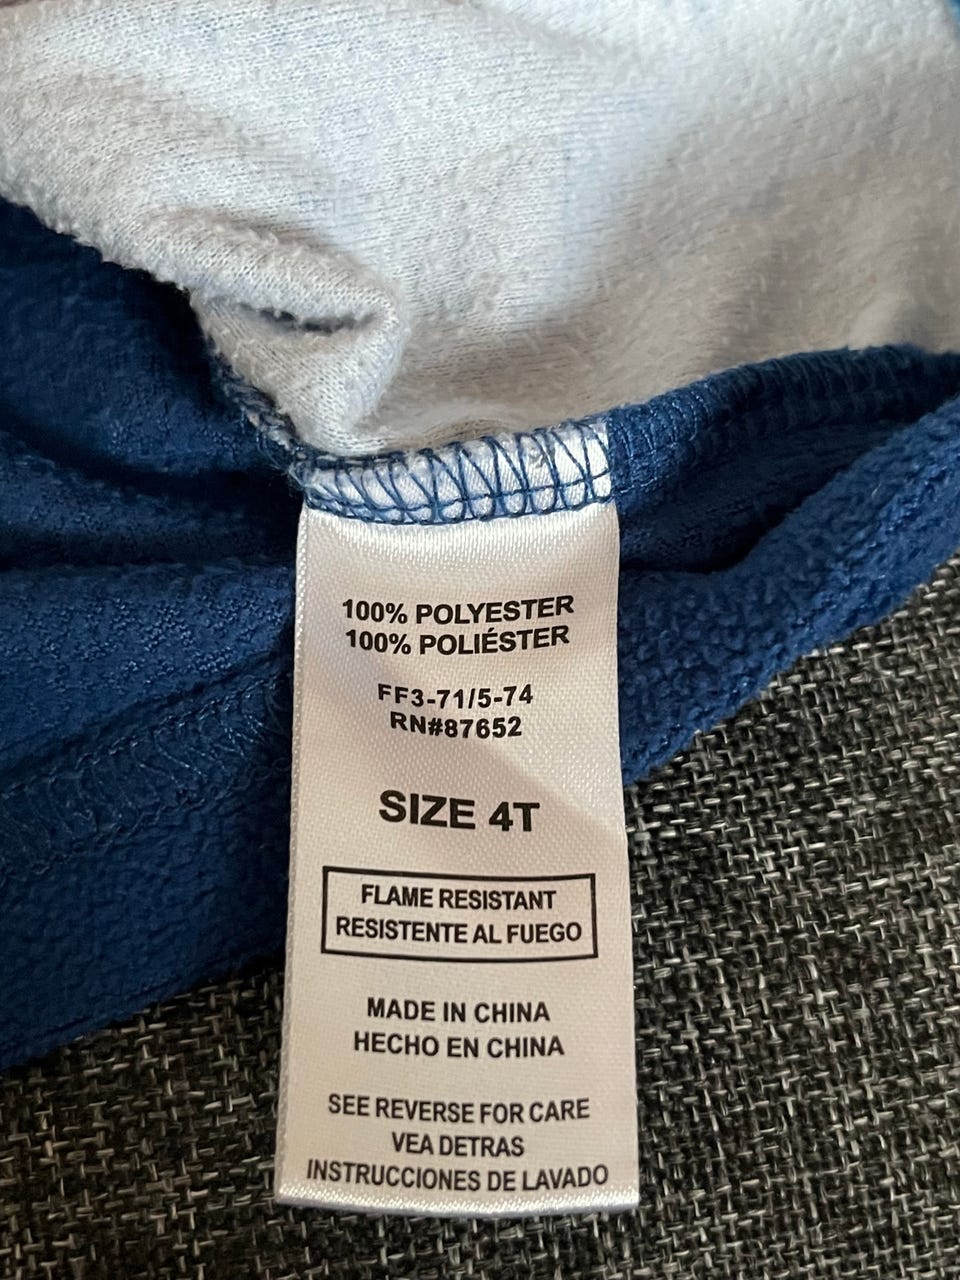 100% POLYESTER
100% POLIÉSTER
FF3-71/5-74
RN#87652
SIZE 4T
FLAME RESISTANT
RESISTENTE AL FUEGO
MADE IN CHINA
HECHO EN CHINA
SEE REVERSE FOR CARE
VEA DETRAS
INSTRUCCIONES DE LAVADO